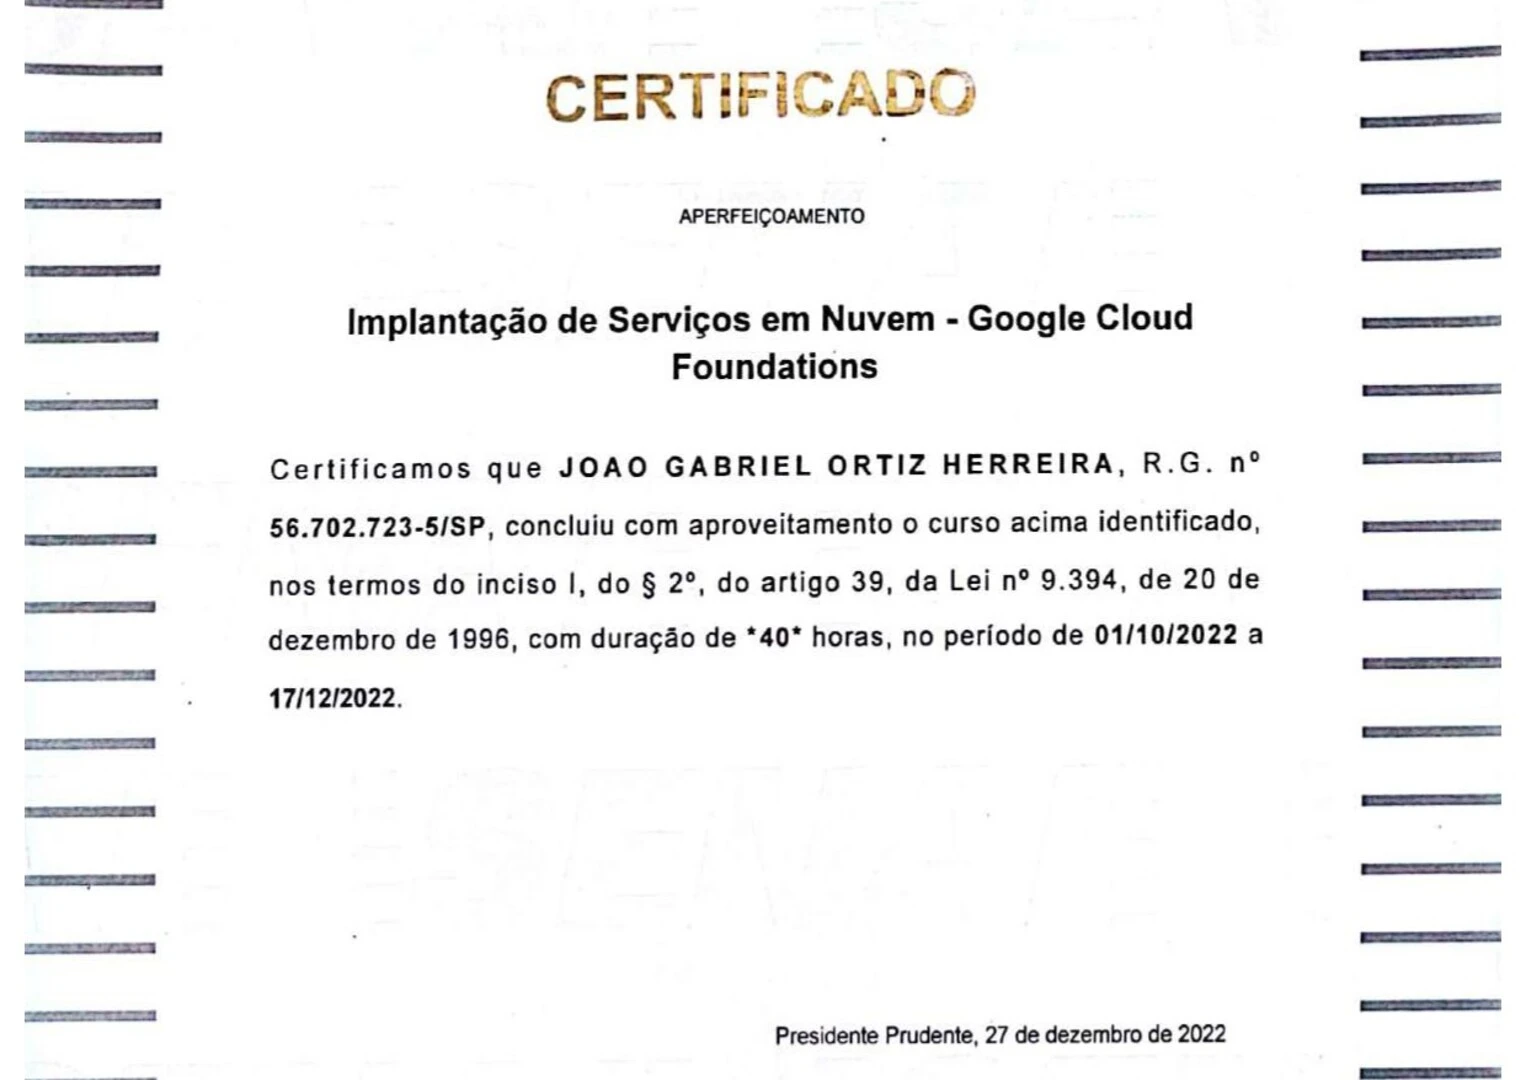 CERTIFICADO
APERFEIÇOAMENTO
Implantação de Serviços em Nuvem - Google Cloud
Foundations
Certificamos que JOAO GABRIEL ORTIZ HERREIRA, R.G. nº
56.702.723-5/SP, concluiu com aproveitamento o curso acima identificado,
nos termos do inciso I, do § 2º, do artigo 39, da Lei nº 9.394, de 20 de
dezembro de 1996, com duração de *40* horas, no período de 01/10/2022 a
17/12/2022.
Presidente Prudente, 27 de dezembro de 2022